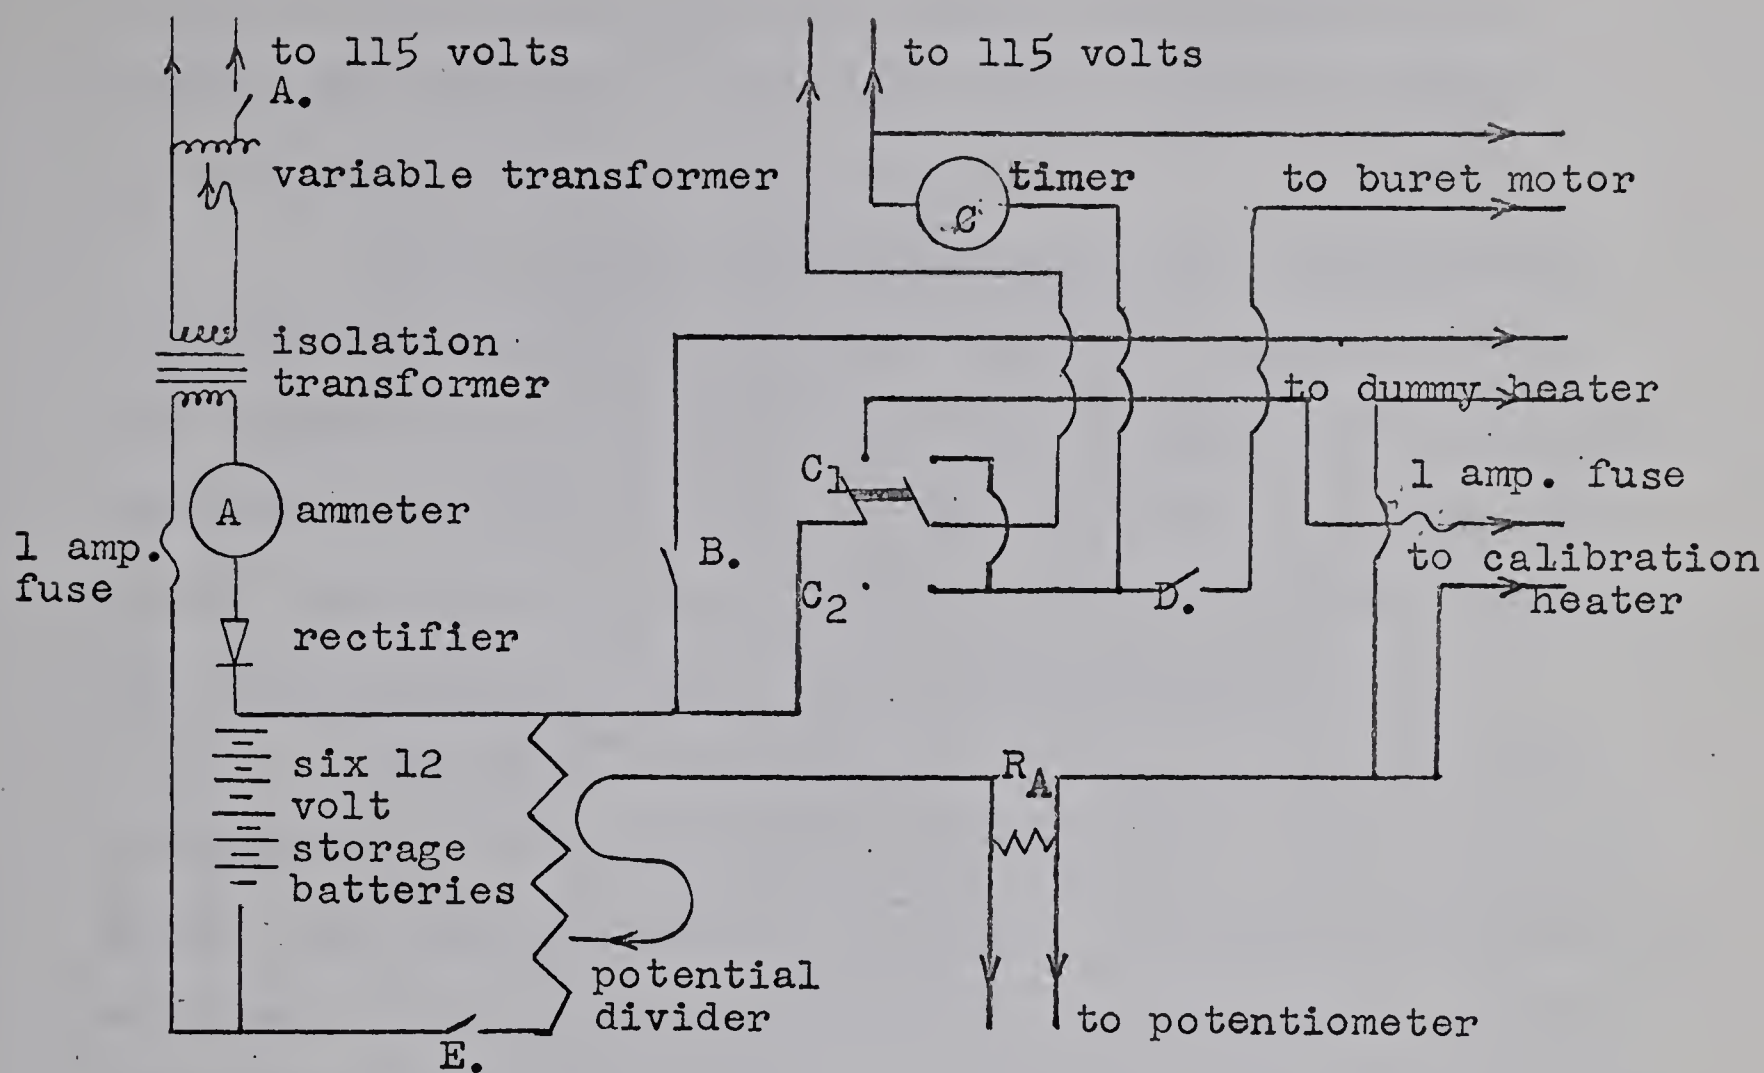 to 115 volts
A.
variable transformer
isolation
transformer
A
ammeter
1 amp.
fuse
rectifier
six 12
volt
storage
batteries
E.
potential
divider
to 115 volts
timer
C
to buret motor
to dummy heater
C1
C2
B.
D.
1 amp. fuse
to calibration
heater
RA
to potentiometer